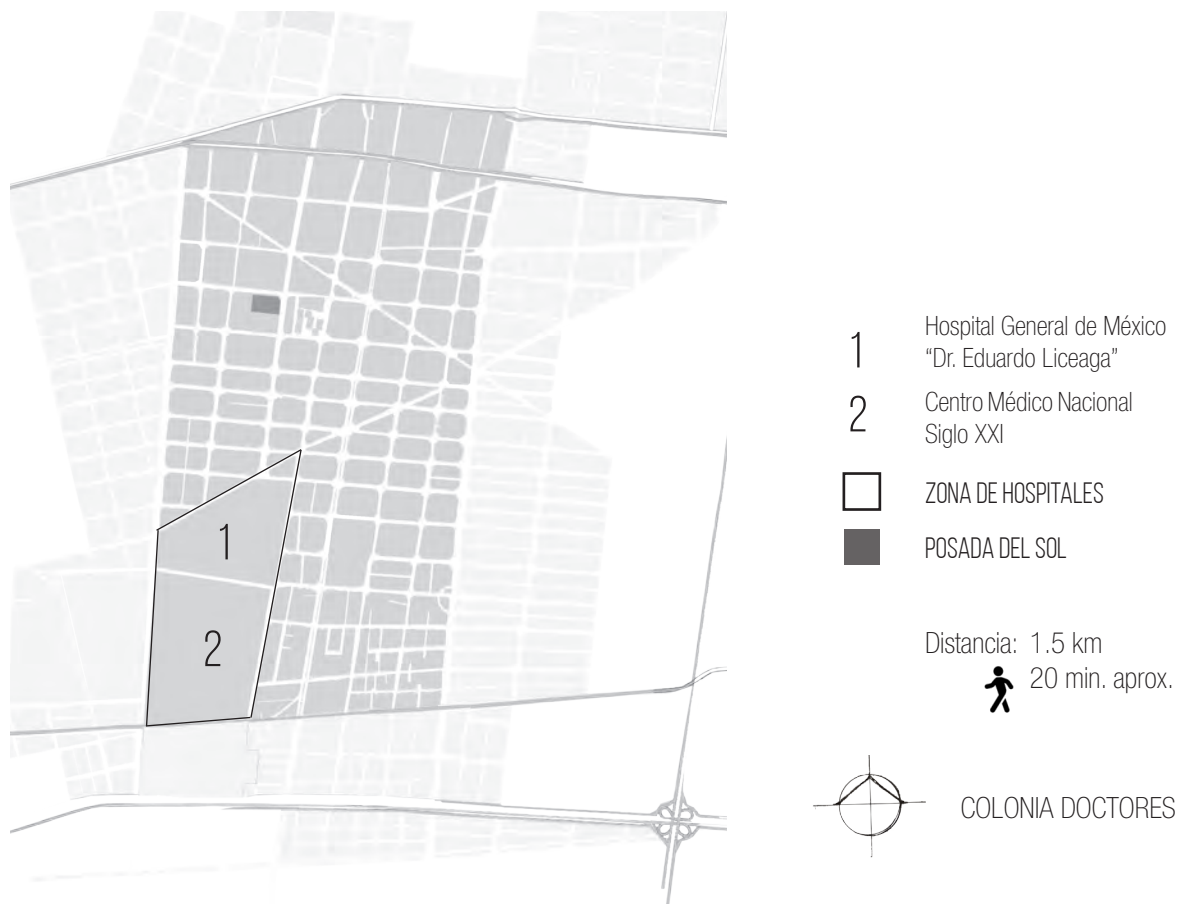 1
2
1
Hospital General de México
“Dr. Eduardo Liceaga”
2
Centro Médico Nacional
Siglo XXI
ZONA DE HOSPITALES
POSADA DEL SOL
Distancia: 1.5 km
20 min. aprox.
COLONIA DOCTORES